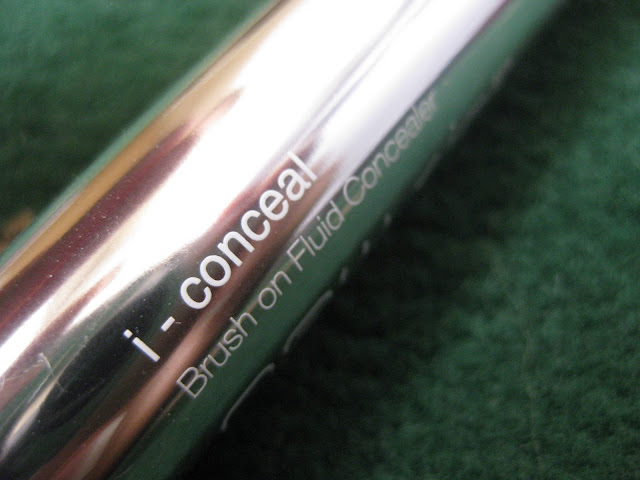 i - conceal
Brush on Fluid Concealer